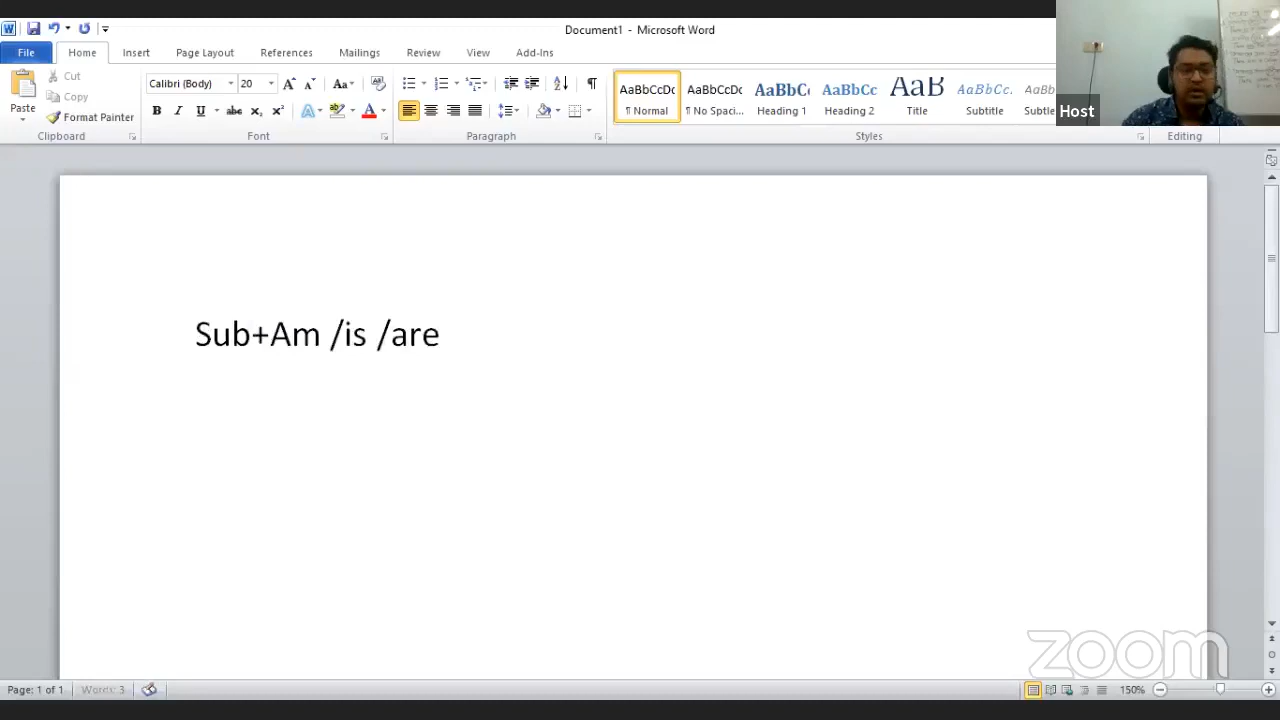 Document1 - Microsoft Word
File Home Insert Page Layout References Mailings Review View Add-Ins
Paste
Cut
Copy
Format Painter
Clipboard
Calibri (Body) 20
Font
Paragraph
AaBbCcDc AaBbCcDc AaBbCc AaBbCc AaB AaBbCc. AaBb
¶ Normal ¶ No Spaci... Heading 1 Heading 2 Title Subtitle Subtle
Styles
Editing
Host
Sub+Am /is /are
zoom
Page: 1 of 1 Words: 3 150%